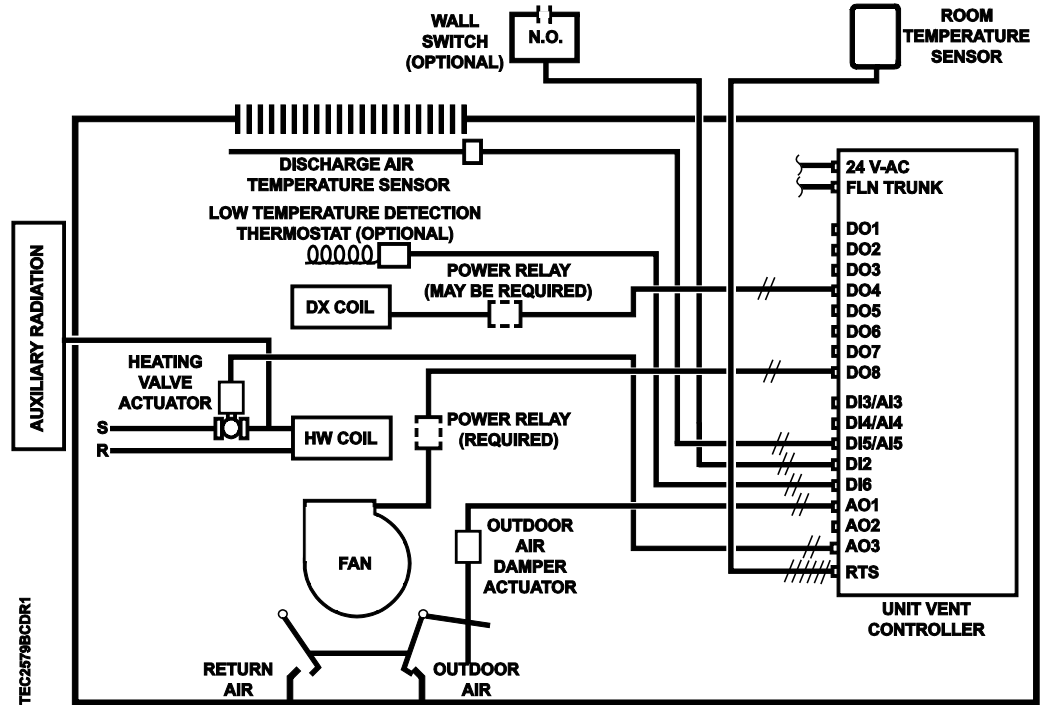 WALL
SWITCH
(OPTIONAL)
N.O.
ROOM
TEMPERATURE
SENSOR
DISCHARGE AIR
TEMPERATURE SENSOR
LOW TEMPERATURE DETECTION
THERMOSTAT (OPTIONAL)
POWER RELAY
(MAY BE REQUIRED)
DX COIL
AUXILIARY RADIATION
HEATING
VALVE
ACTUATOR
S
R
HW COIL
POWER RELAY
(REQUIRED)
FAN
OUTDOOR
AIR
DAMPER
ACTUATOR
RETURN
AIR
OUTDOOR
AIR
24 V-AC
FLN TRUNK
DO1
DO2
DO3
DO4
DO5
DO6
DO7
DO8
DI3/AI3
DI4/AI4
DI5/AI5
DI2
DI6
AO1
AO2
AO3
RTS
UNIT VENT
CONTROLLER
TEC2579BCDR1